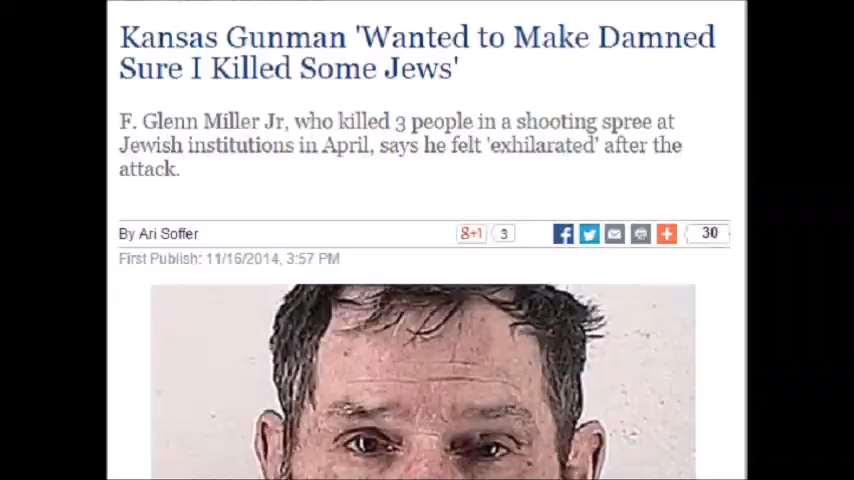 Kansas Gunman 'Wanted to Make Damned
Sure I Killed Some Jews'
F. Glenn Miller Jr, who killed 3 people in a shooting spree at
Jewish institutions in April, says he felt 'exhilarated' after the
attack.
By Ari Soffer
g+1 3 30
First Publish: 11/16/2014, 3:57 PM